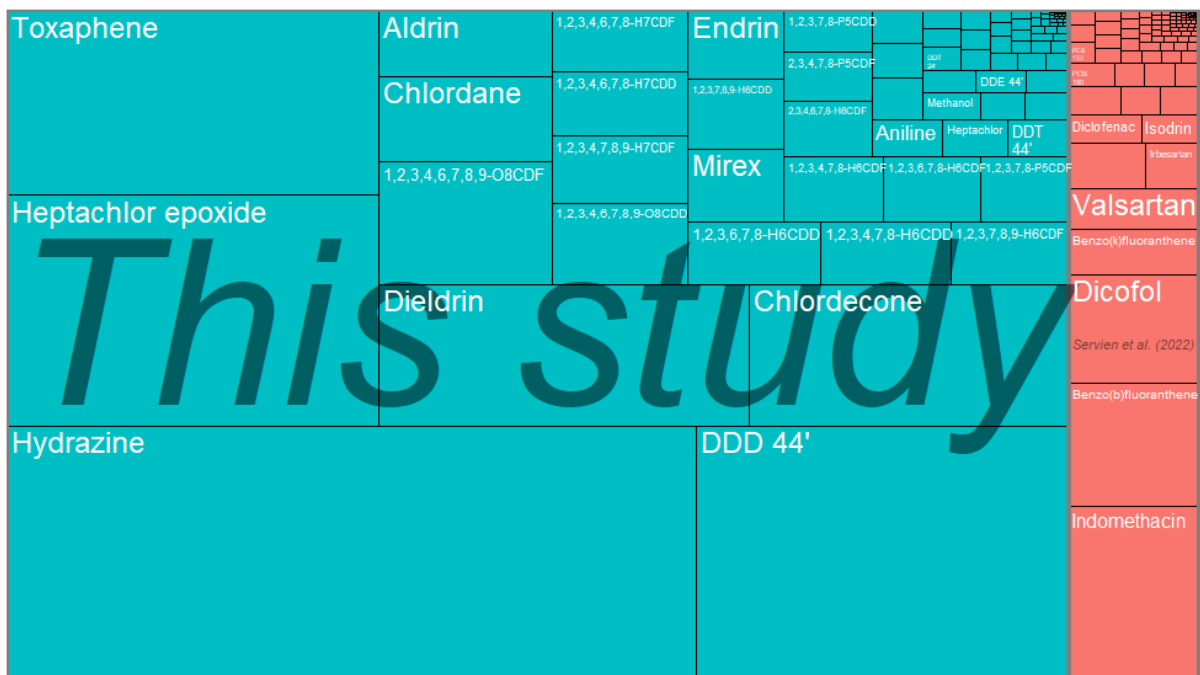 Toxaphene
Aldrin
1,2,3,4,6,7,8-H7CDF
Endrin
1,2,3,7,8-P5CDD
Chlordane
1,2,3,4,6,7,8-H7CDD
1,2,3,7,8,9-H6CDD
2,3,4,7,8-P5CDF
2,3,4,6,7,8-H6CDF
1,2,3,4,7,8,9-H7CDF
1,2,3,4,6,7,8,9-O8CDF
1,2,3,4,6,7,8,9-O8CDD
Mirex
1,2,3,4,7,8-H6CDF
1,2,3,6,7,8-H6CDF
1,2,3,7,8-P5CDF
1,2,3,6,7,8-H6CDD
1,2,3,4,7,8-H6CDD
1,2,3,7,8,9-H6CDF
DDT
24'
DDE 44'
Methanol
Aniline
Heptachlor
DDT
44'
Heptachlor epoxide
This study
Dieldrin
Chlordecone
Hydrazine
DDD 44'
PCB
153
PCB
180
Diclofenac
Isodrin
Irbesartan
Valsartan
Benzo(k)fluoranthene
Dicofol
Servien et al. (2022)
Benzo(b)fluoranthene
Indomethacin